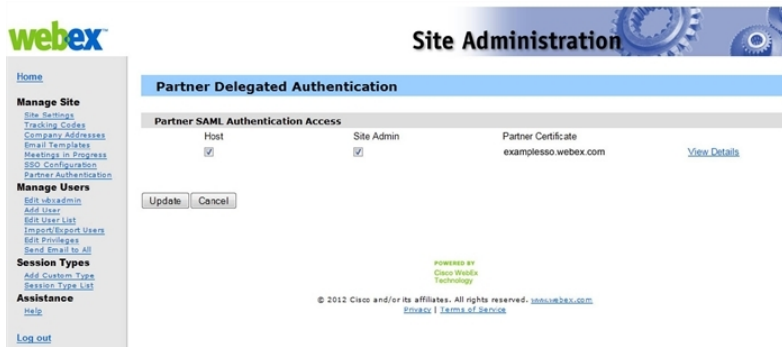 webex
Site Administration
Home
Manage Site
Site Settings
Tracking Codes
Company Addresses
Email Templates
Meetings in Progress
SSO Configuration
Partner Authentication
Manage Users
Edit wbxadmin
Add User
Edit User List
Import/Export Users
Edit Privileges
Send Email to All
Session Types
Add Custom Type
Session Type List
Assistance
Help
Log out
Partner Delegated Authentication
Partner SAML Authentication Access
Host Site Admin Partner Certificate
examplesso.webex.com View Details
Update Cancel
POWERED BY
Cisco WebEx
Technology
© 2012 Cisco and/or its affiliates. All rights reserved. www.webex.com
Privacy | Terms of Service